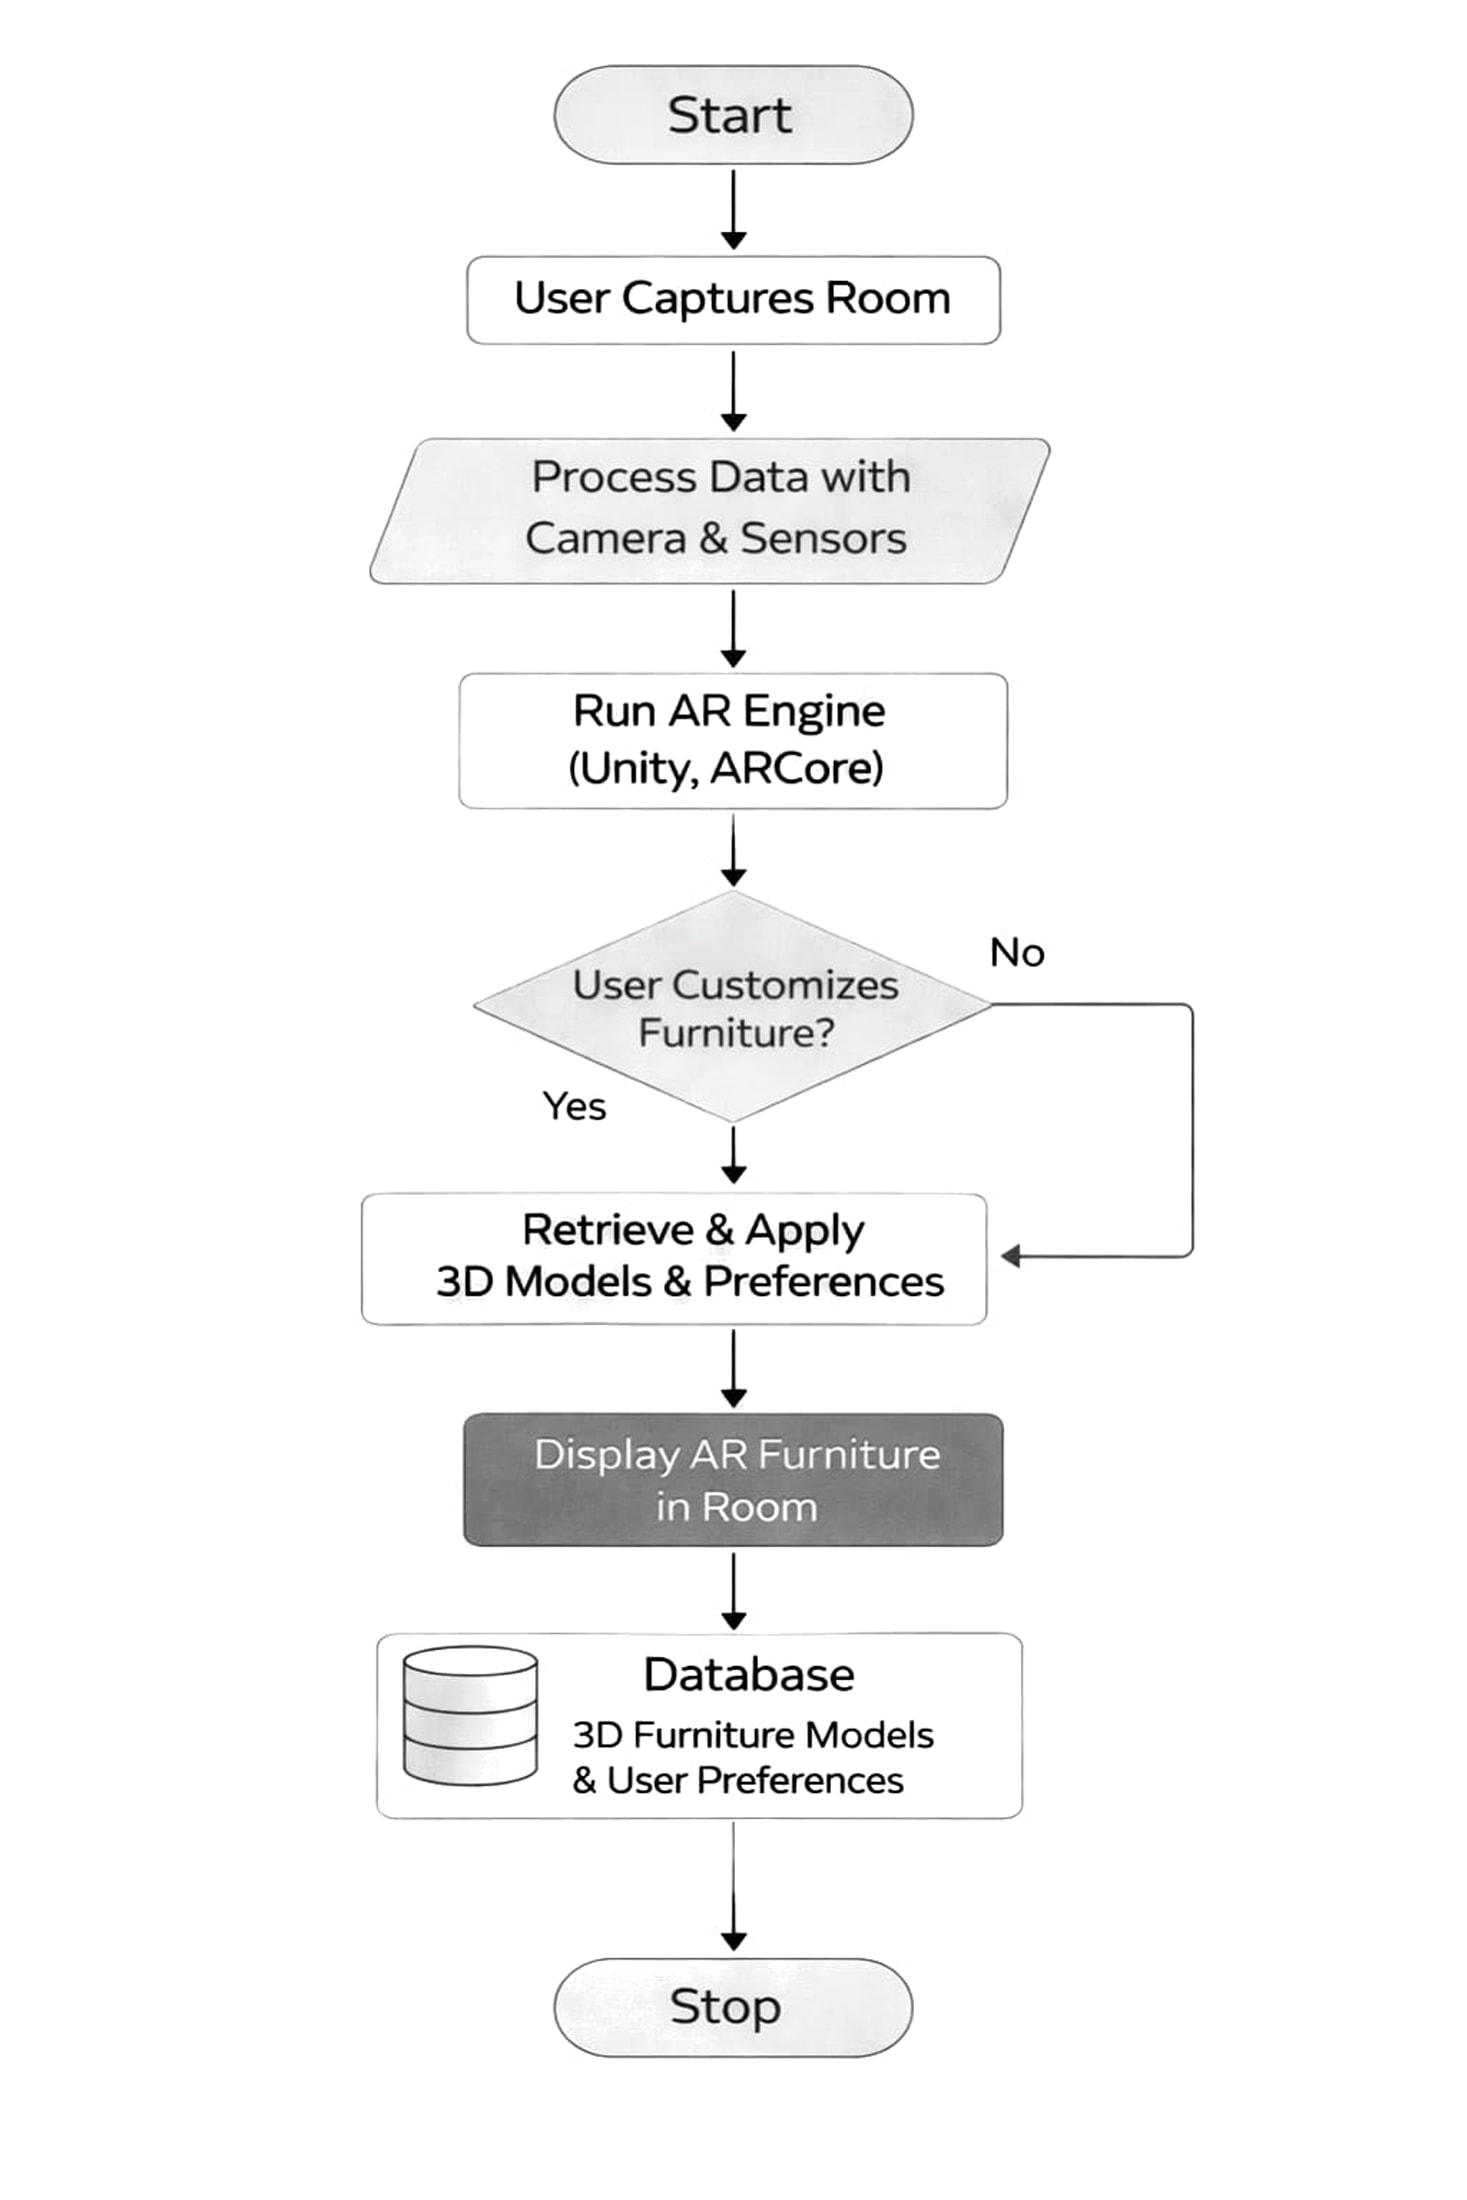 Start
User Captures Room
Process Data with
Camera & Sensors
Run AR Engine
(Unity, ARCore)
User Customizes
Furniture?
No
Yes
Retrieve & Apply
3D Models & Preferences
Display AR Furniture
in Room
Database
3D Furniture Models
& User Preferences
Stop